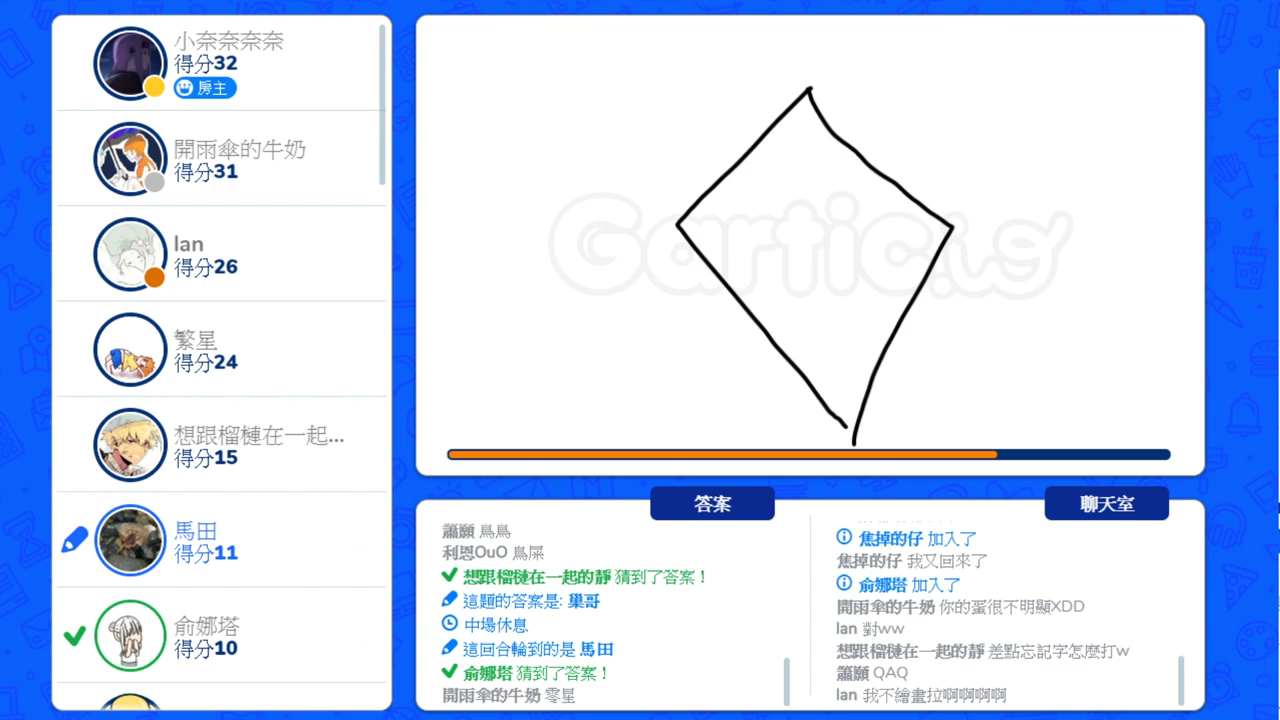 小奈奈奈奈
得分32
房主
開雨傘的牛奶
得分31
lan
得分26
繁星
得分24
想跟榴槤在一起...
得分15
馬田
得分11
俞娜塔
得分10
Gartic.io
答案
蕭願 鳥鳥
利恩OuO 鳥屎
想跟榴槤在一起的靜 猜到了答案！
這題的答案是: 巢哥
中場休息
這回合輪到的是 馬田
俞娜塔 猜到了答案！
開雨傘的牛奶 零星
聊天室
焦掉的仔 加入了
焦掉的仔 我又回來了
俞娜塔 加入了
開雨傘的牛奶 你的蛋很不明顯XDD
lan 對ww
想跟榴槤在一起的靜 差點忘記字怎麼打w
蕭願 QAQ
lan 我不繪畫拉啊啊啊啊